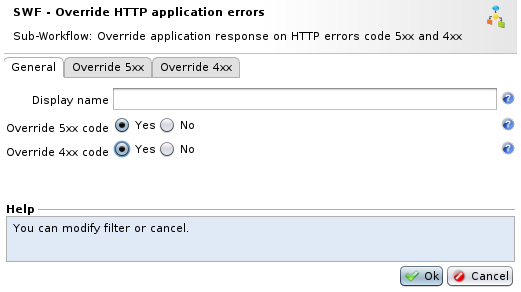 SWF - Override HTTP application errors
Sub-Workflow: Override application response on HTTP errors code 5xx and 4xx
General Override 5xx Override 4xx
Display name
Override 5xx code Yes No
Override 4xx code Yes No
Help
You can modify filter or cancel.
Ok Cancel